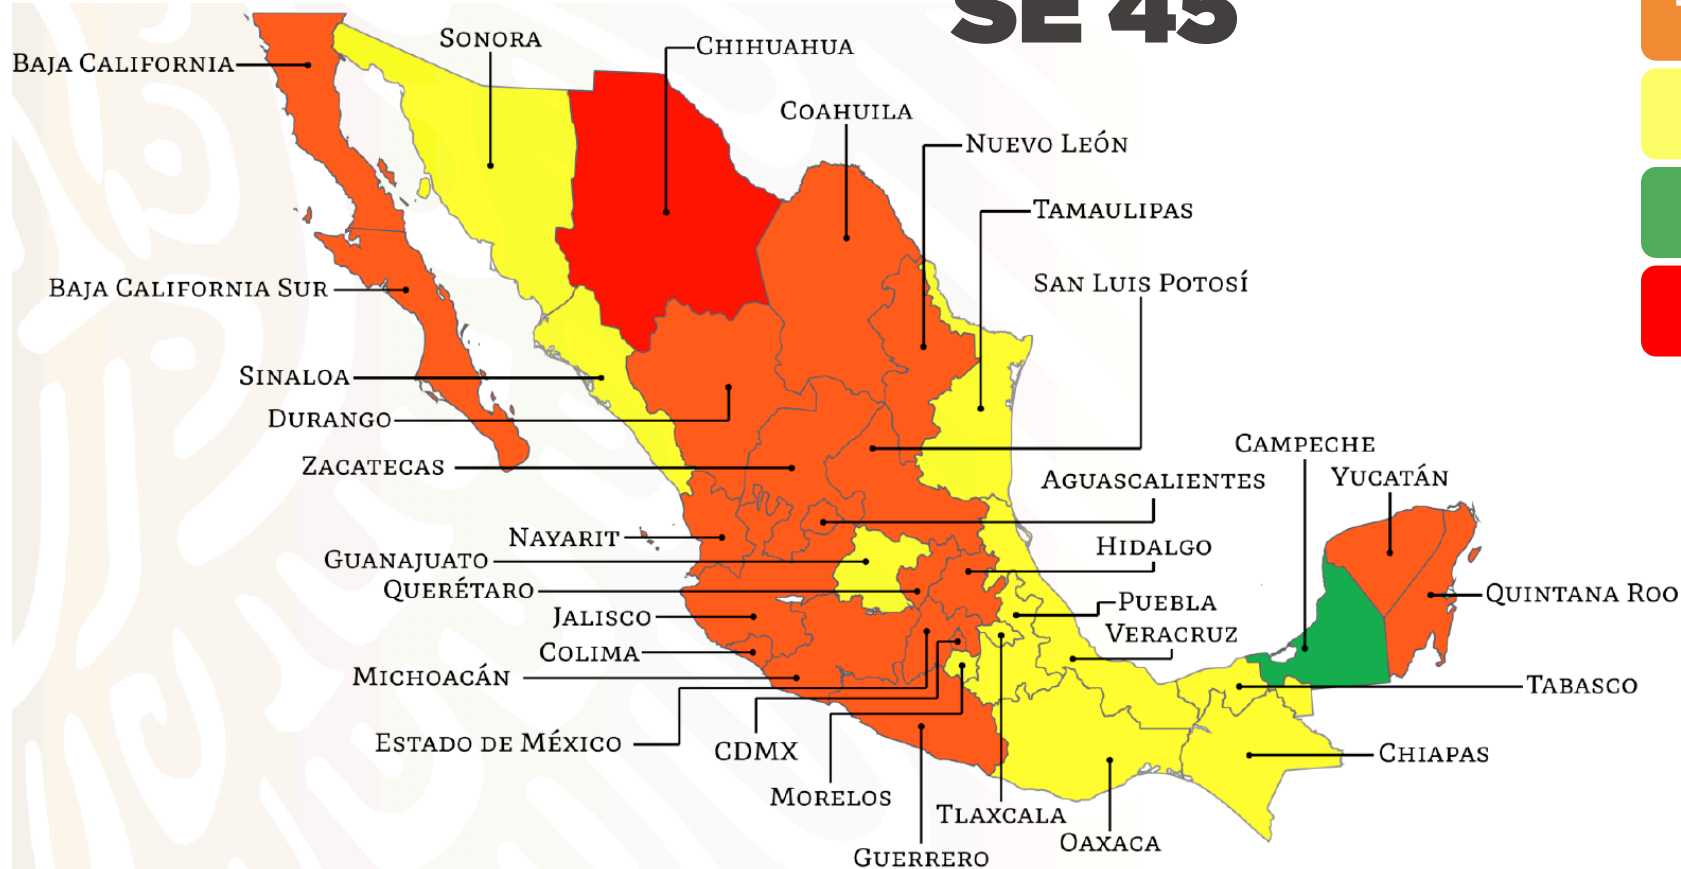 SE 45
SONORA
CHIHUAHUA
BAJA CALIFORNIA
COAHUILA
NUEVO LEÓN
TAMAULIPAS
SAN LUIS POTOSÍ
BAJA CALIFORNIA SUR
SINALOA
DURANGO
CAMPECHE
ZACATECAS
YUCATÁN
AGUASCALIENTES
NAYARIT
HIDALGO
GUANAJUATO
QUERÉTARO
QUINTANA ROO
PUEBLA
JALISCO
VERACRUZ
COLIMA
MICHOACÁN
TABASCO
ESTADO DE MÉXICO
CDMX
CHIAPAS
MORELOS
TLAXCALA
OAXACA
GUERRERO